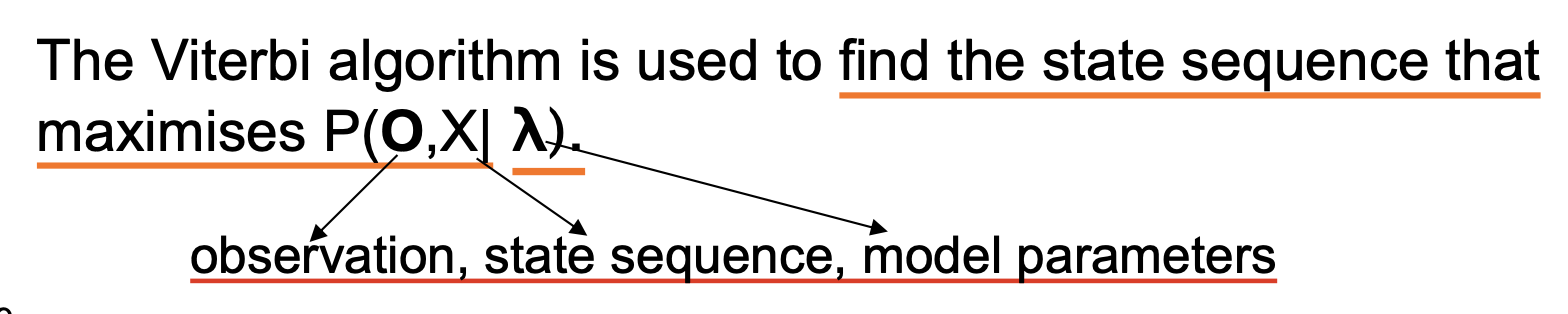 The Viterbi algorithm is used to find the state sequence that
maximises P(O,X| λ).
observation, state sequence, model parameters